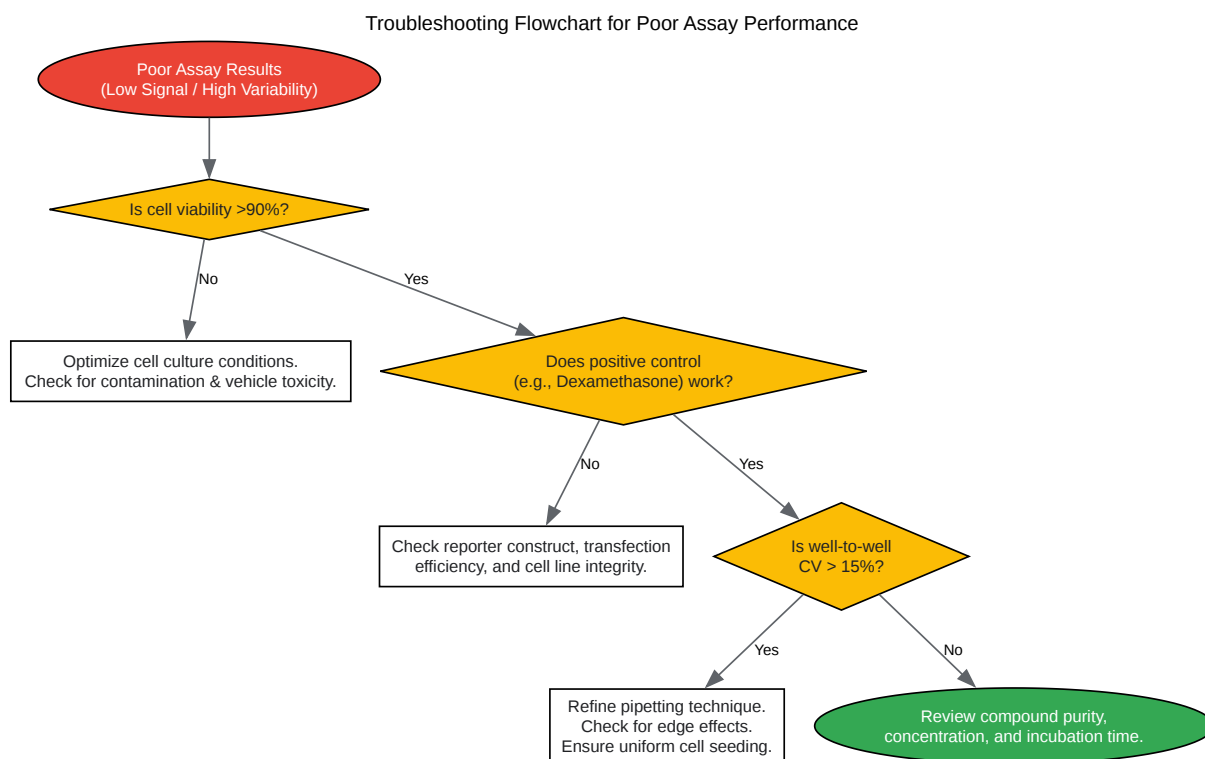 Troubleshooting Flowchart for Poor Assay Performance
Poor Assay Results
(Low Signal / High Variability)
Is cell viability >90%?
No
Yes
Optimize cell culture conditions.
Check for contamination & vehicle toxicity.
Does positive control
(e.g., Dexamethasone) work?
No
Yes
Check reporter construct, transfection
efficiency, and cell line integrity.
Is well-to-well
CV > 15%?
Yes
No
Refine pipetting technique.
Check for edge effects.
Ensure uniform cell seeding.
Review compound purity,
concentration, and incubation time.